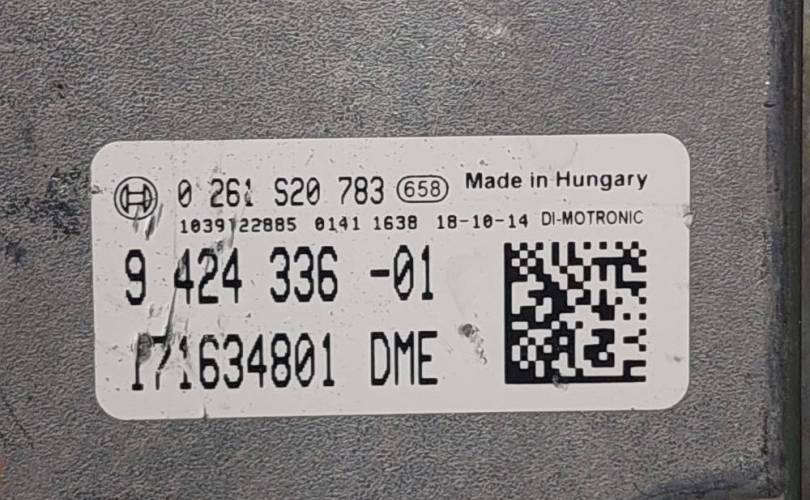 0 261 S20 783 658 Made in Hungary
1039122885 0141 1638 18-10-14 DI-MOTRONIC
9 424 336 -01
171634801 DME